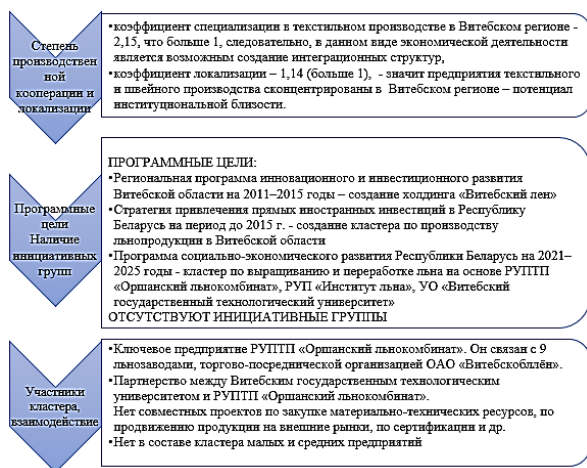 Степень
производствен
ной
кооперации и
локализации
•коэффициент специализации в текстильном производстве в Витебском регионе -
2,15, что больше 1, следовательно, в данном виде экономической деятельности
является возможным создание интеграционных структур,
•коэффициент локализации – 1,14 (больше 1), - значит предприятия текстильного
и швейного производства сконцентрированы в Витебском регионе – потенциал
институциональной близости.
Программные
цели
Наличие
инициативных
групп
ПРОГРАММНЫЕ ЦЕЛИ:
•Региональная программа инновационного и инвестиционного развития
Витебской области на 2011–2015 годы – создание холдинга «Витебский лен»
•Стратегия привлечения прямых иностранных инвестиций в Республику
Беларусь на период до 2015 г. - создание кластера по производству
льнопродукции в Витебской области
•Программа социально-экономического развития Республики Беларусь на 2021–
2025 годы - кластер по выращиванию и переработке льна на основе РУПТП
«Оршанский льнокомбинат», РУП «Институт льна», УО «Витебский
государственный технологический университет»
ОТСУТСТВУЮТ ИНИЦИАТИВНЫЕ ГРУППЫ
Участники
кластера,
взаимодействие
•Ключевое предприятие РУПТП «Оршанский льнокомбинат». Он связан с 9
льнозаводами, торгово-посреднической организацией ОАО «Витебскоблён».
•Партнерство между Витебским государственным технологическим
университетом и РУПТП «Оршанский льнокомбинат».
Нет совместных проектов по закупке материально-технических ресурсов, по
продвижению продукции на внешние рынки, по сертификации и др.
•Нет в составе кластера малых и средних предприятий